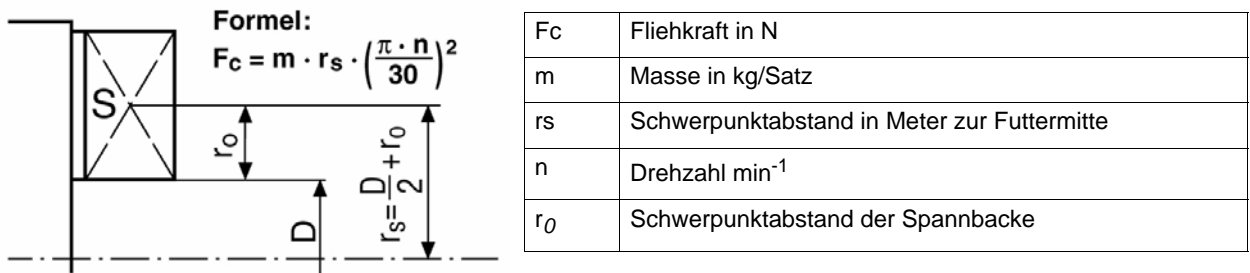 Formel:
Fc = m · rs · (π · n / 30)²
S
ro
D
rs = D/2 + r0
Fc Fliehkraft in N
m Masse in kg/Satz
rs Schwerpunktabstand in Meter zur Futtermitte
n Drehzahl min-1
r0 Schwerpunktabstand der Spannbacke